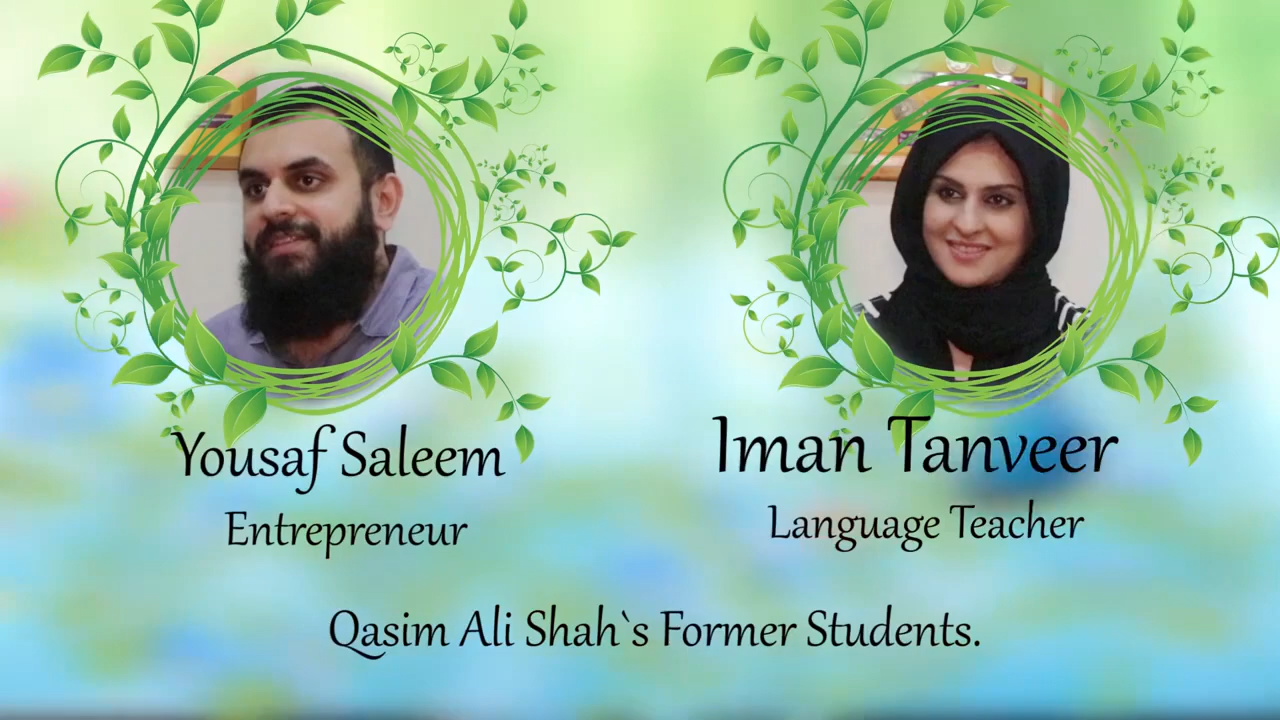 Yousaf Saleem
Entrepreneur
Iman Tanveer
Language Teacher
Qasim Ali Shah`s Former Students.